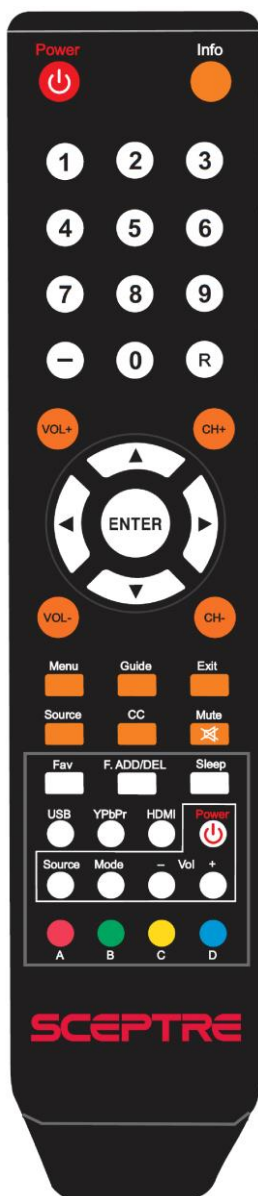 Power Info
1 2 3
4 5 6
7 8 9
– 0 R
VOL+ CH+
ENTER
VOL- CH-
Menu Guide Exit
Source CC Mute
Fav F. ADD/DEL Sleep
USB YPbPr HDMI Power
Source Mode – Vol +
A B C D
SCEPTRE